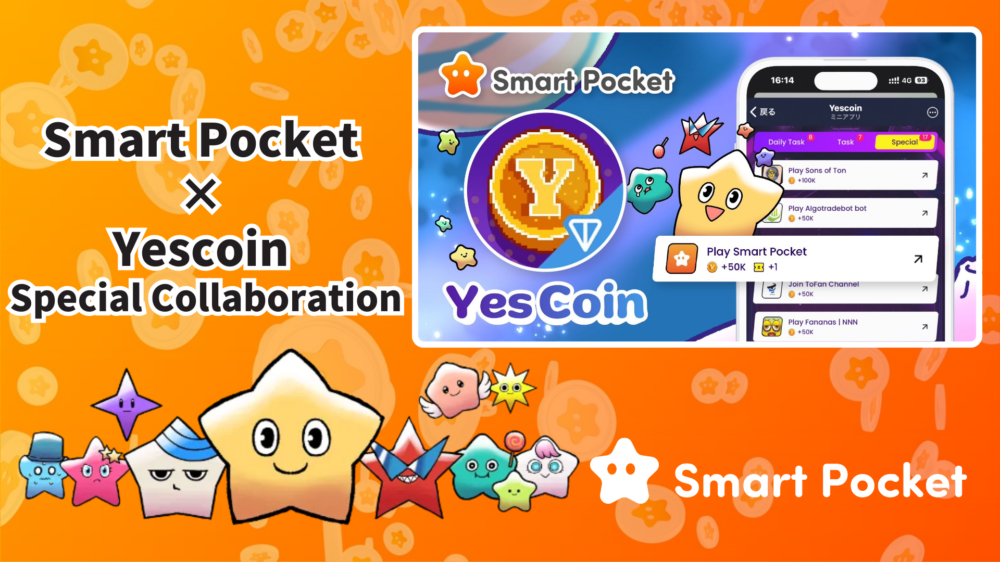 Smart Pocket
×
Yescoin
Special Collaboration
Smart Pocket
Y
YesCoin
16:14
4G 93
戻る
Yescoin
ミニアプリ
Daily Task 8
Task 7
Special 17
Play Sons of Ton
+100K
Play Algotradebot bot
+50K
Play Smart Pocket
+50K +1
Join ToFan Channel
+50K
Play Fananas | NNN
+50K
Smart Pocket